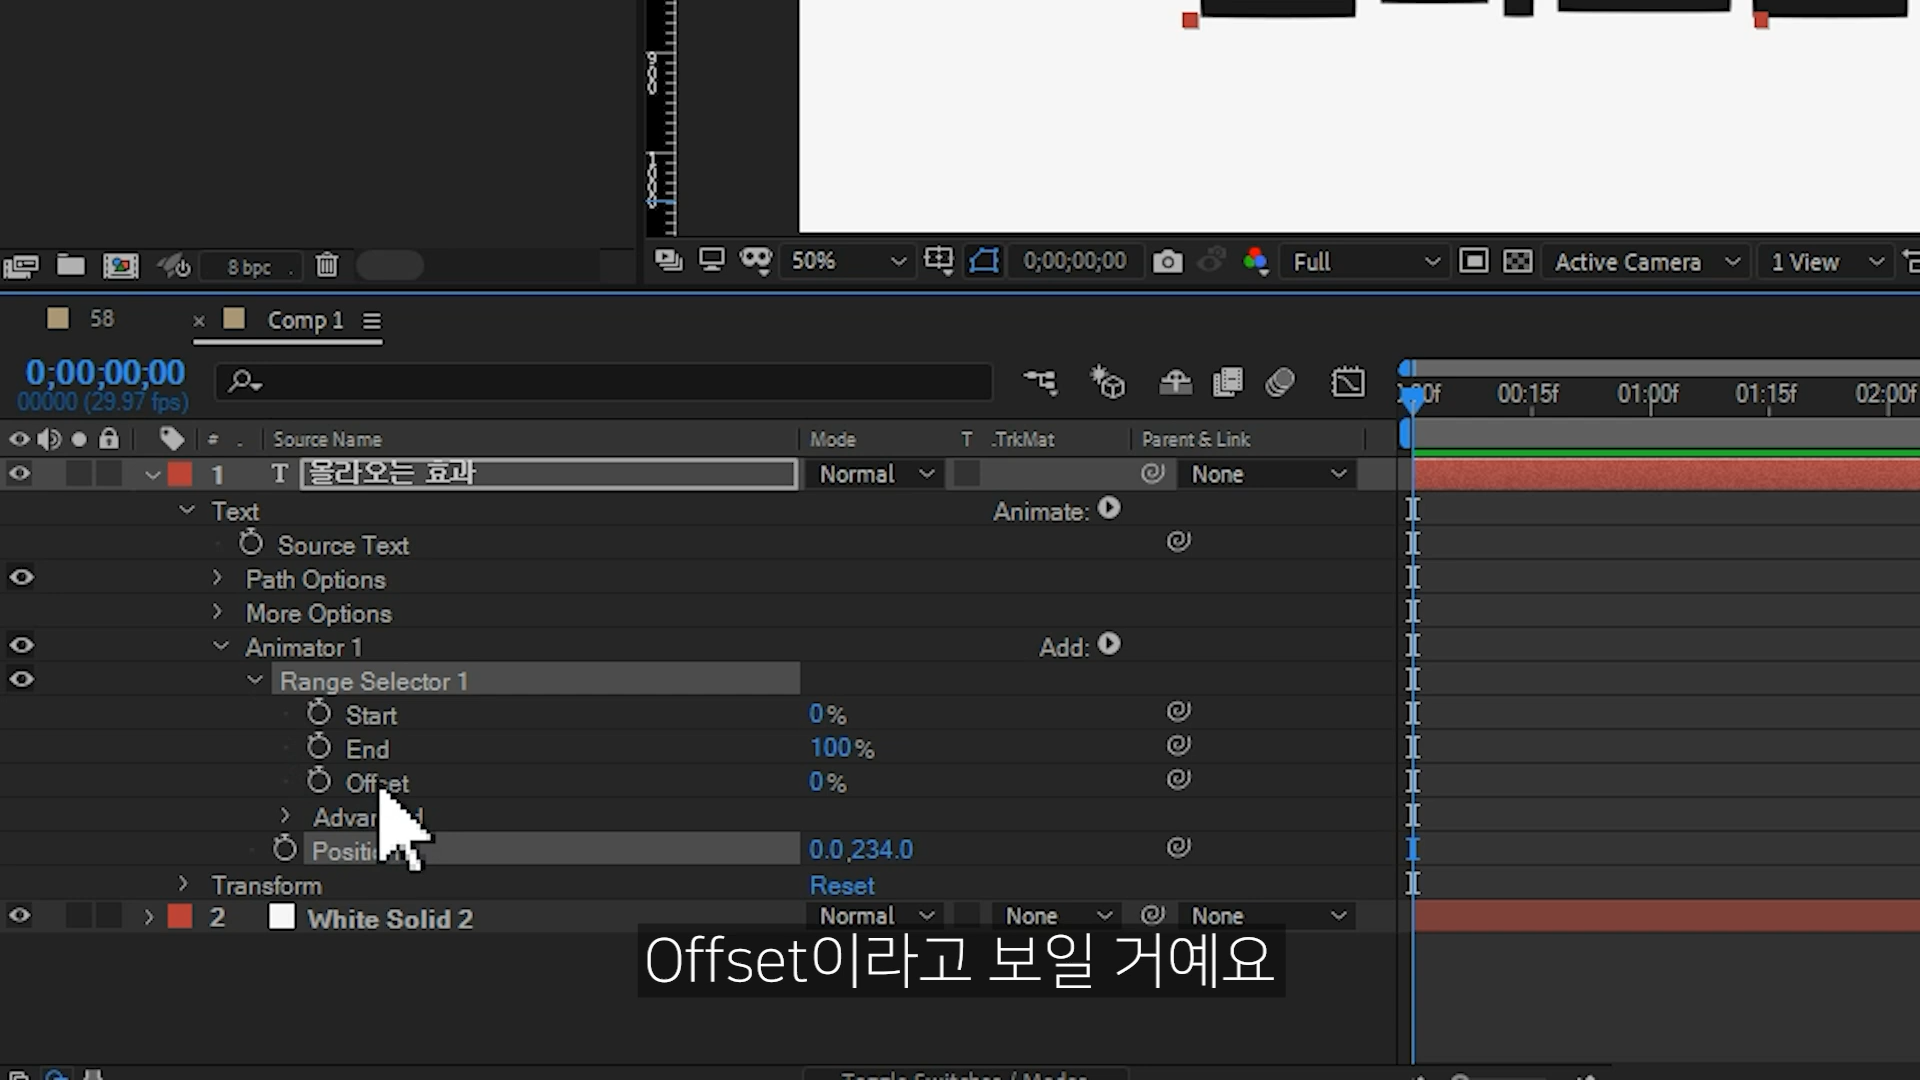 900
1000
8 bpc
50%
0;00;00;00
Full
Active Camera
1 View
58
× Comp 1
0;00;00;00
00000 (29.97 fps)
00f 00:15f 01:00f 01:15f 02:00f
# Source Name Mode T .TrkMat Parent & Link
1 T 올라오는 효과 Normal None
Text Animate:
Source Text
Path Options
More Options
Animator 1 Add:
Range Selector 1
Start 0%
End 100%
Offset 0%
Position 0.0,234.0
Transform Reset
2 White Solid 2 Normal None None
Offset이라고 보일 거예요
Toggle Switches / Modes